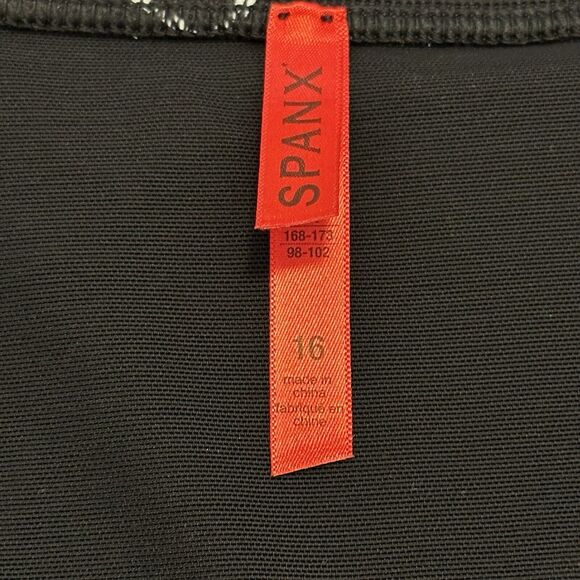 SPANX
168-173
98-102
16
made in
china
fabriqué en
chine